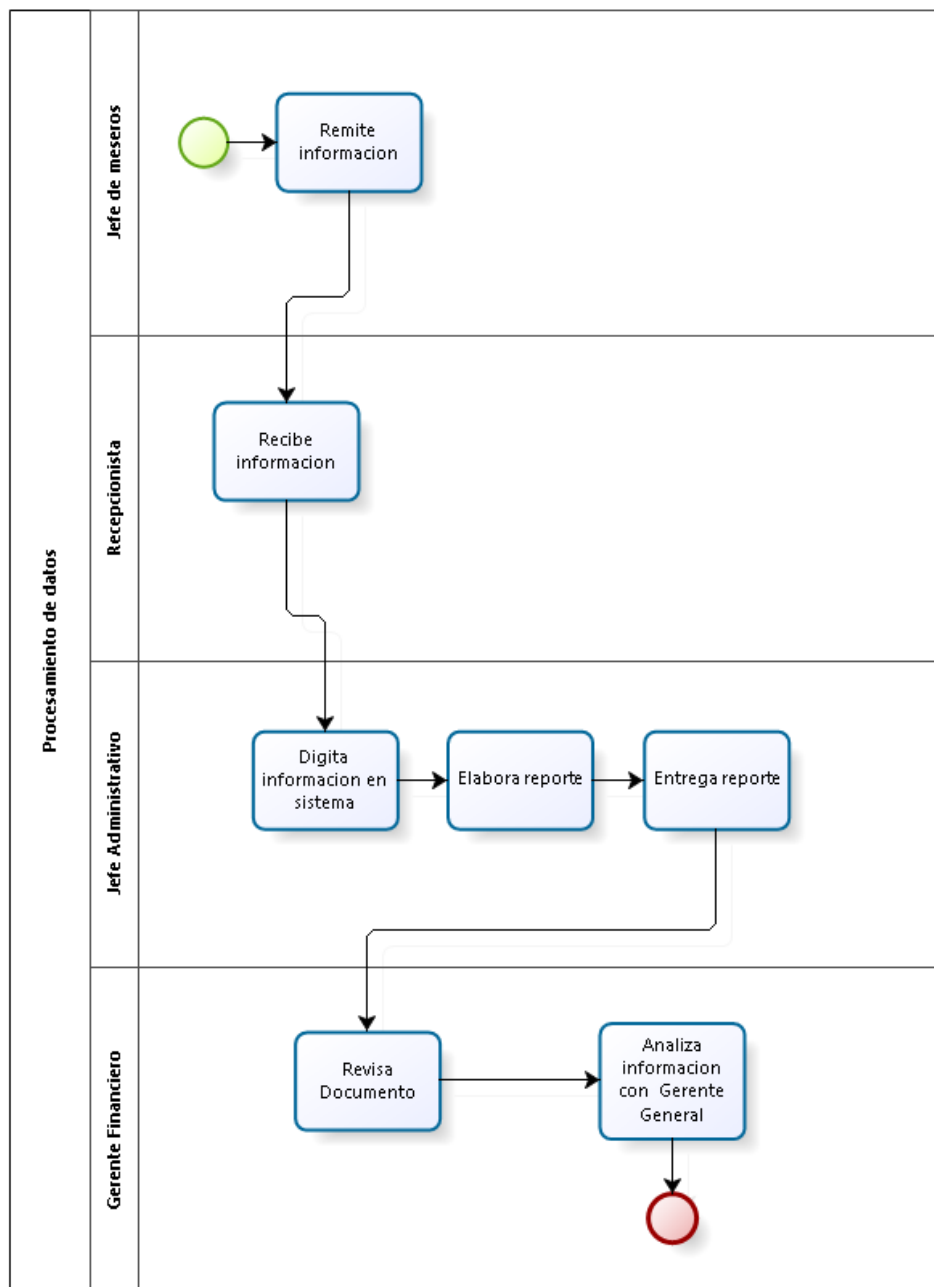 Procesamiento de datos
Jefe de meseros
Remite
informacion
Recepcionista
Recibe
informacion
Jefe Administrativo
Digita
informacion en
sistema
Elabora reporte
Entrega reporte
Gerente Financiero
Revisa
Documento
Analiza
informacion
con Gerente
General